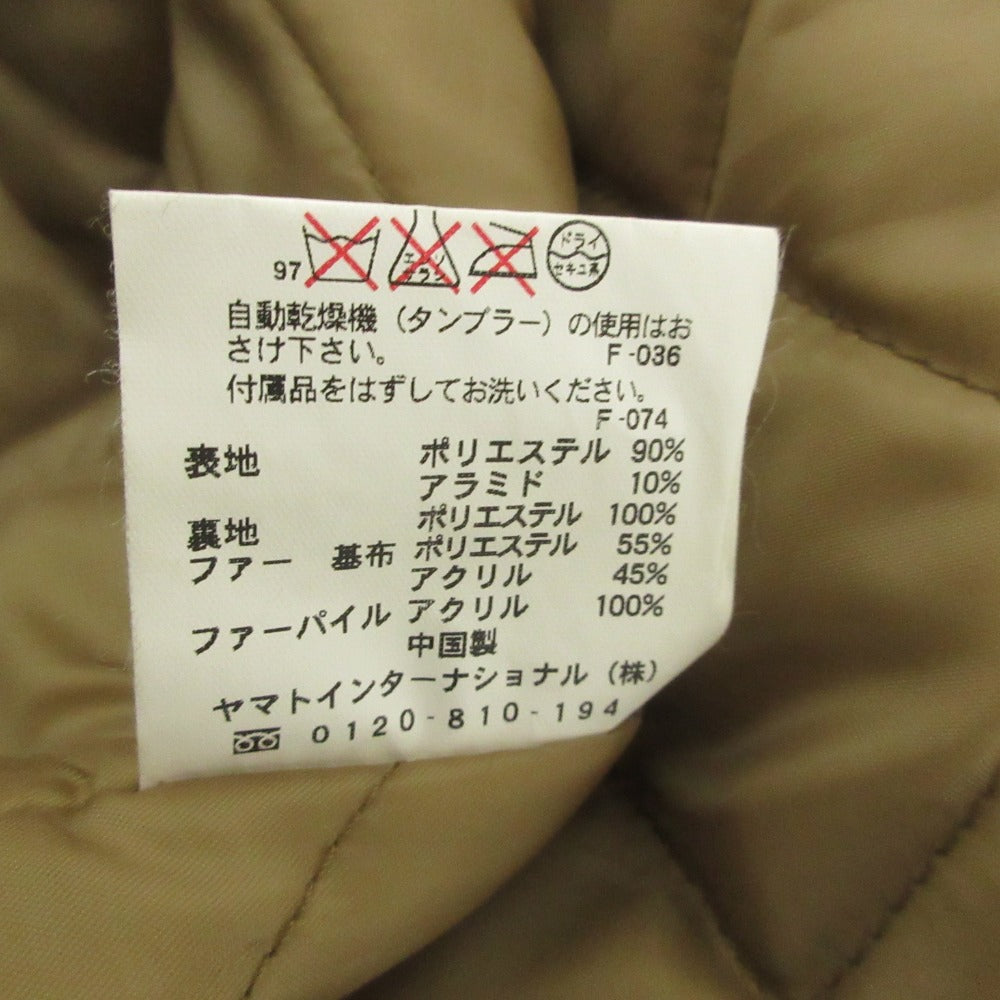 97 エンソ サラシ ドライ セキユ系
自動乾燥機（タンブラー）の使用はお
さけ下さい。 F-036
付属品をはずしてお洗いください。
F-074
表地 ポリエステル 90%
アラミド 10%
裏地 ポリエステル 100%
ファー 基布 ポリエステル 55%
アクリル 45%
ファーパイル アクリル 100%
中国製
ヤマトインターナショナル（株）
0120-810-194